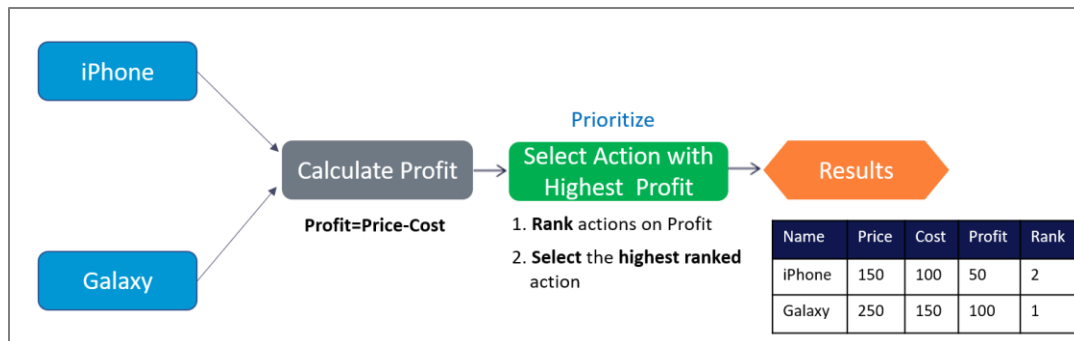 iPhone
Galaxy
Calculate Profit
Profit=Price-Cost
Prioritize
Select Action with
Highest Profit
1. Rank actions on Profit
2. Select the highest ranked
action
Results
Name Price Cost Profit Rank
iPhone 150 100 50 2
Galaxy 250 150 100 1